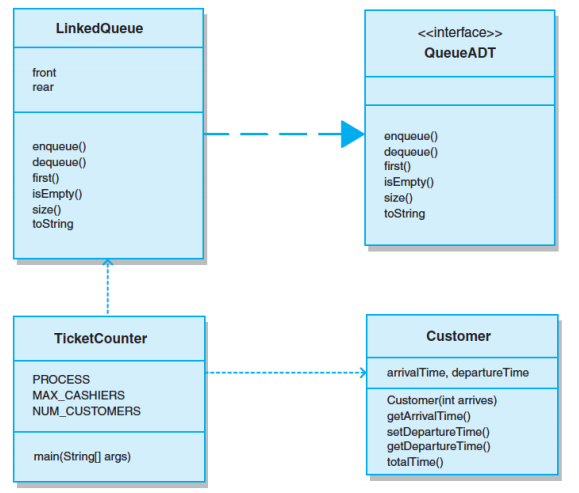 LinkedQueue
front
rear
enqueue()
dequeue()
first()
isEmpty()
size()
toString
<<interface>>
QueueADT
enqueue()
dequeue()
first()
isEmpty()
size()
toString
TicketCounter
PROCESS
MAX_CASHIERS
NUM_CUSTOMERS
main(String[] args)
Customer
arrivalTime, departureTime
Customer(int arrives)
getArrivalTime()
setDepartureTime()
getDepartureTime()
totalTime()